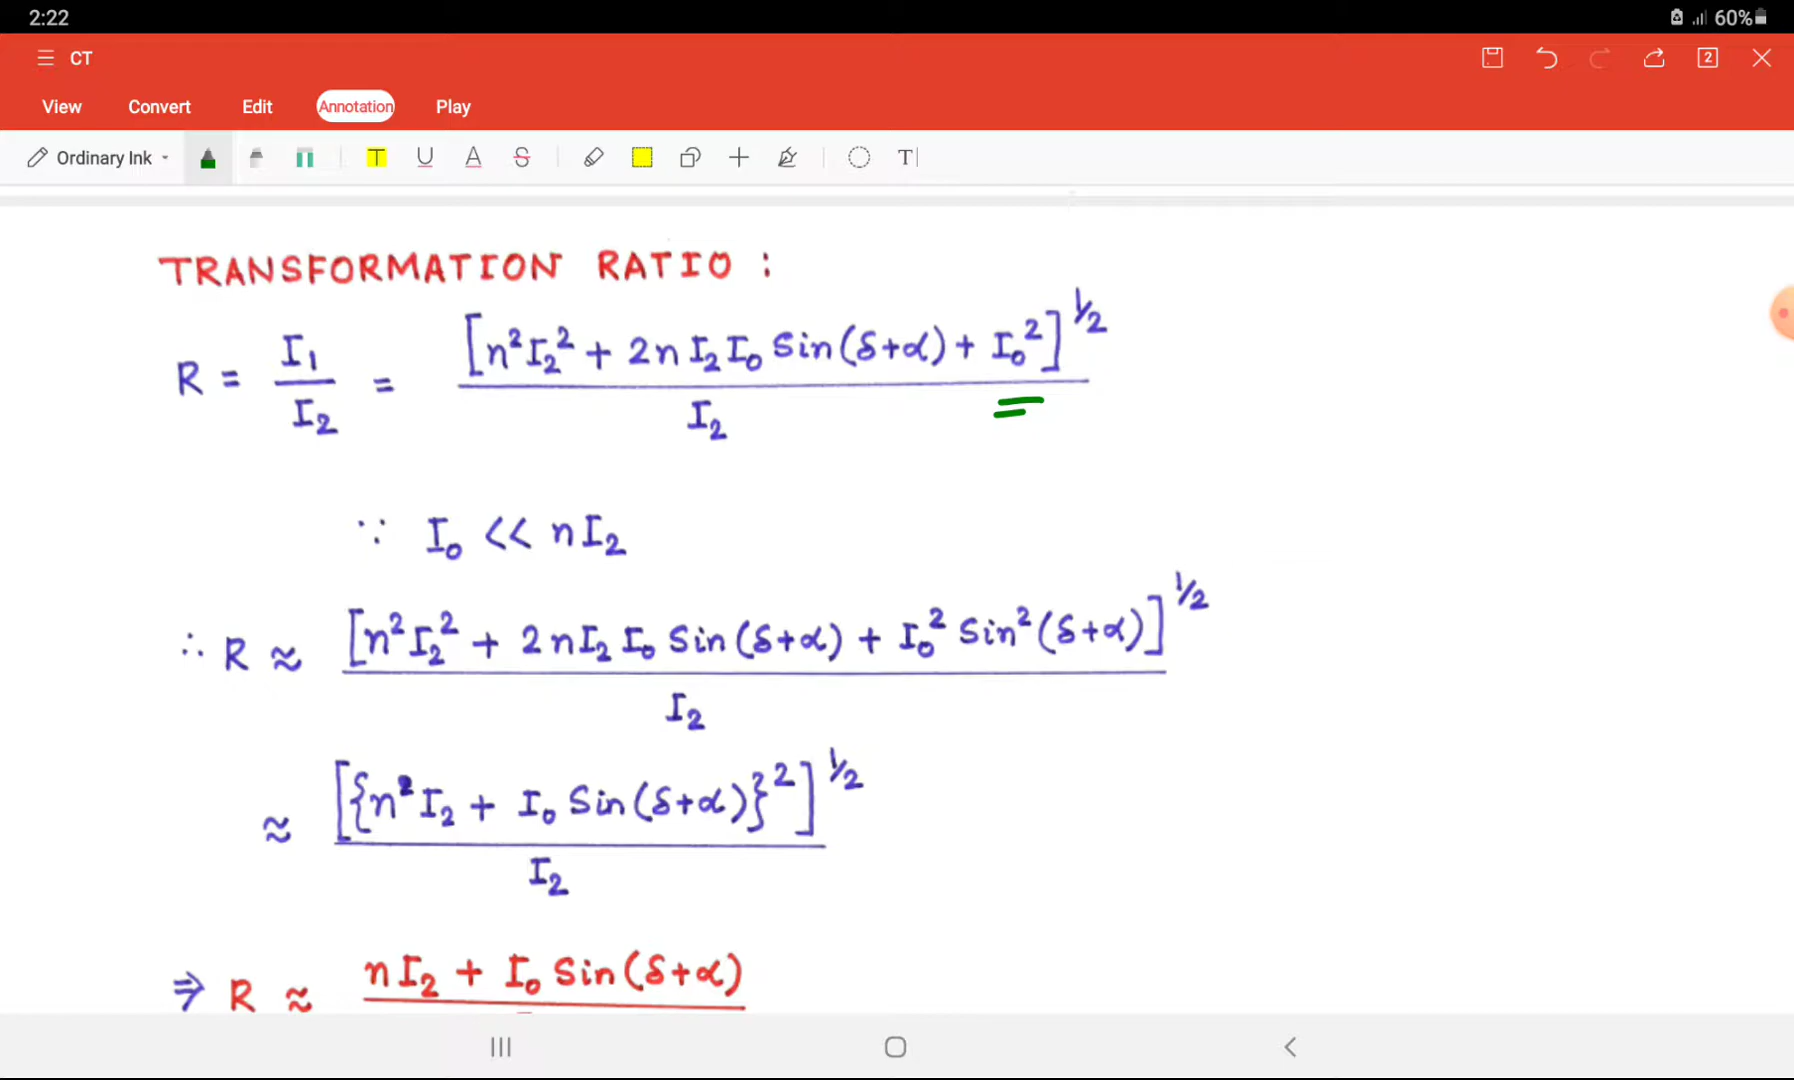 2:22 60%
CT 2
View Convert Edit Annotation Play
Ordinary Ink T U A S T
TRANSFORMATION RATIO :
R = I₁/I₂ = [n²I₂² + 2nI₂I₀ Sin(δ+α) + I₀²]^½ / I₂
∵ I₀ << nI₂
∴ R ≈ [n²I₂² + 2nI₂I₀ Sin(δ+α) + I₀² Sin²(δ+α)]^½ / I₂
≈ [{n²I₂ + I₀ Sin(δ+α)}²]^½ / I₂
⇒ R ≈ nI₂ + I₀ Sin(δ+α)